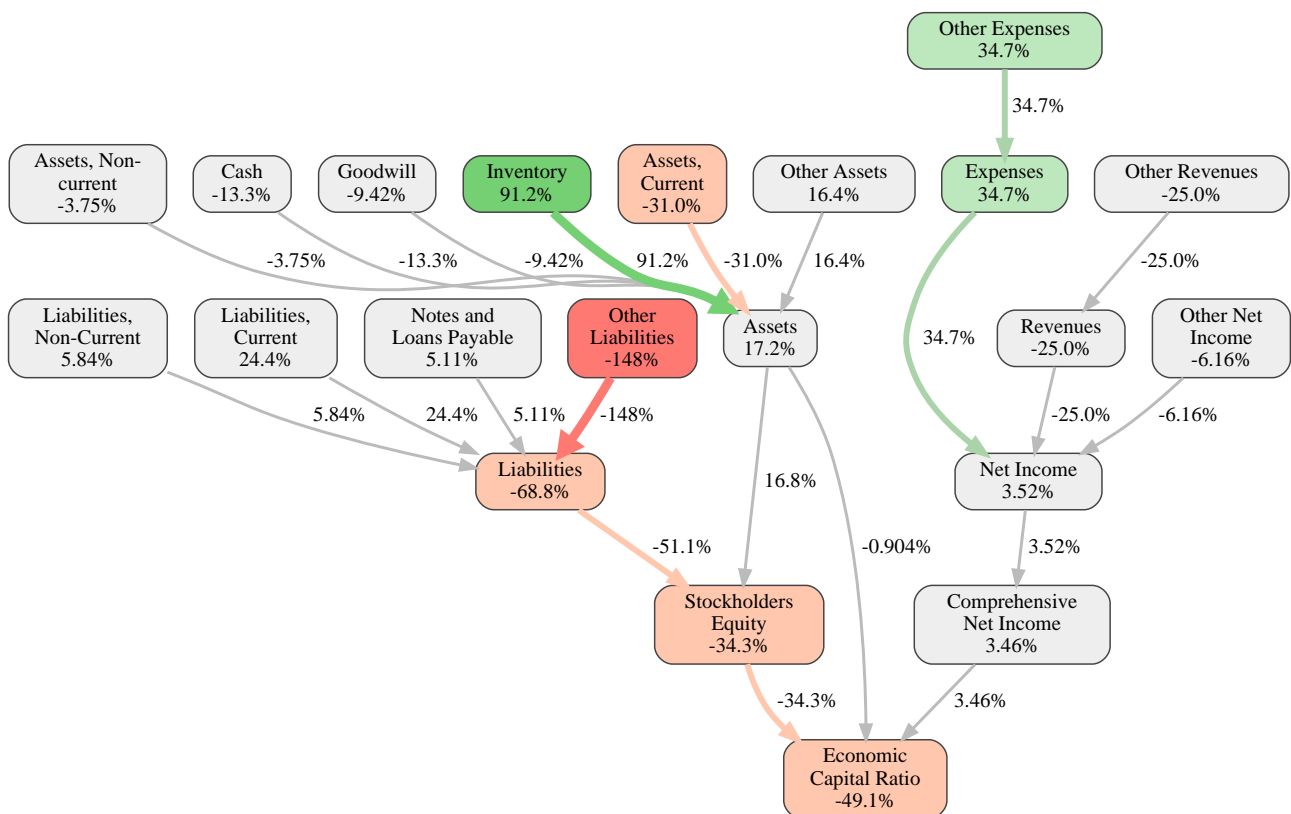 Other Expenses
34.7%
34.7%
Assets, Non-
current
-3.75%
Cash
-13.3%
Goodwill
-9.42%
Inventory
91.2%
Assets,
Current
-31.0%
Other Assets
16.4%
Expenses
34.7%
Other Revenues
-25.0%
-3.75%
-13.3%
-9.42%
91.2%
-31.0%
16.4%
-25.0%
Liabilities,
Non-Current
5.84%
Liabilities,
Current
24.4%
Notes and
Loans Payable
5.11%
Other
Liabilities
-148%
Assets
17.2%
34.7%
Revenues
-25.0%
Other Net
Income
-6.16%
5.84%
24.4%
5.11%
-148%
-25.0%
-6.16%
Liabilities
-68.8%
16.8%
Net Income
3.52%
-51.1%
-0.904%
3.52%
Stockholders
Equity
-34.3%
Comprehensive
Net Income
3.46%
-34.3%
3.46%
Economic
Capital Ratio
-49.1%